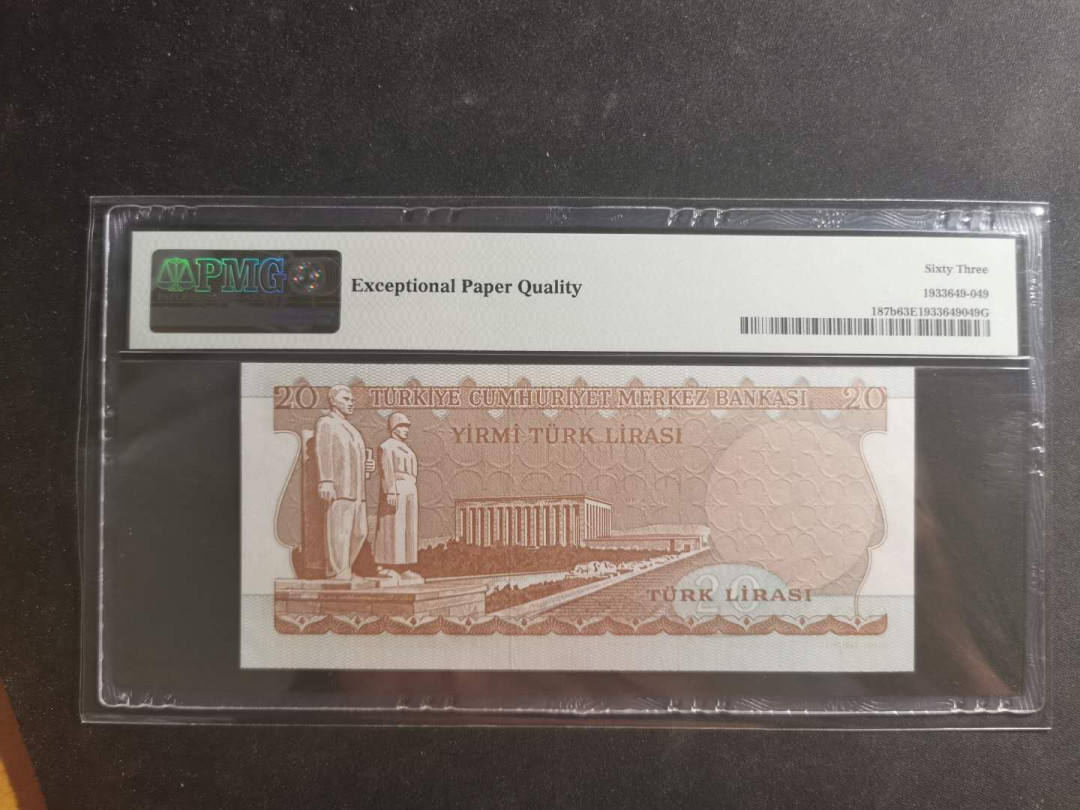 PMG
Exceptional Paper Quality
Sixty Three
1933649-049
187b63E1933649049G
20 TÜRKİYE CUMHURİYET MERKEZ BANKASI 20
YİRMİ TÜRK LİRASI
20
TÜRK LİRASI